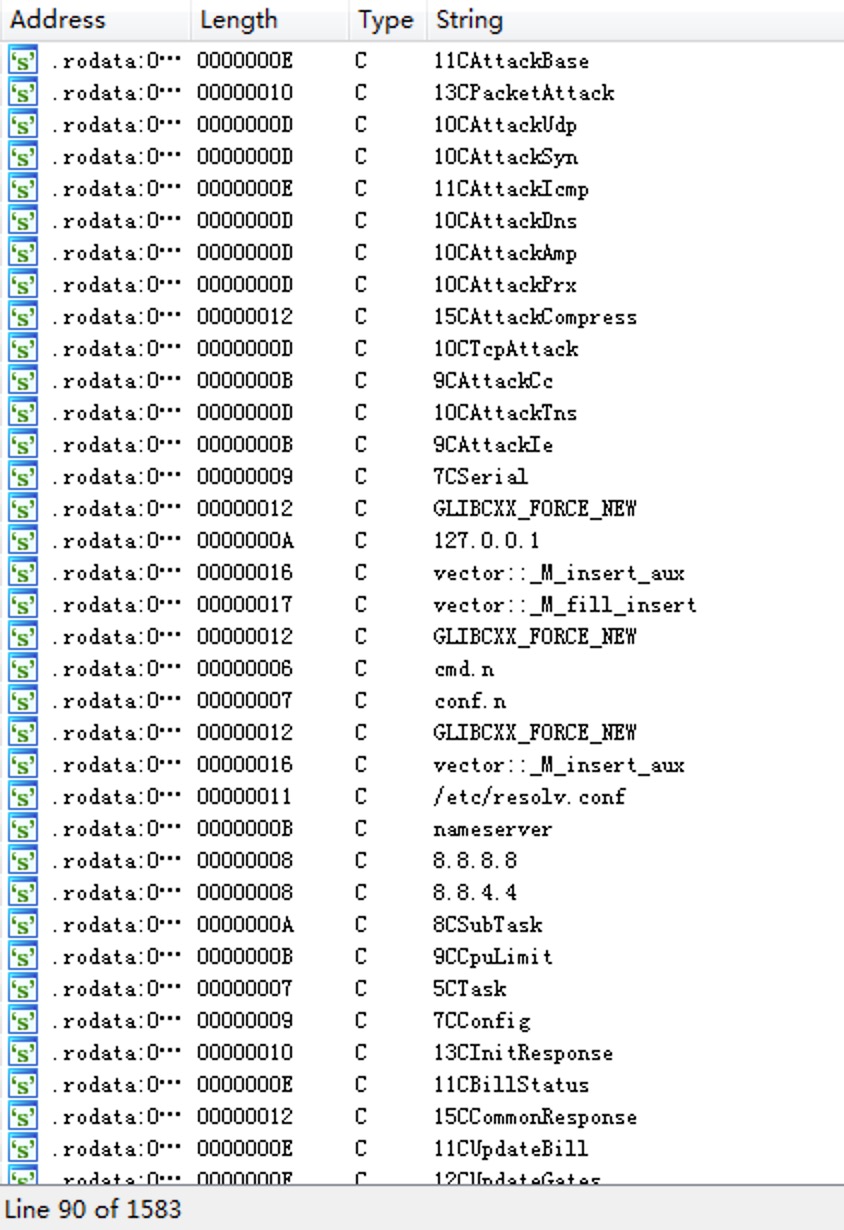 Address Length Type String
's' .rodata:0··· 0000000E C 11CAttackBase
's' .rodata:0··· 00000010 C 13CPacketAttack
's' .rodata:0··· 0000000D C 10CAttackUdp
's' .rodata:0··· 0000000D C 10CAttackSyn
's' .rodata:0··· 0000000E C 11CAttackIcmp
's' .rodata:0··· 0000000D C 10CAttackDns
's' .rodata:0··· 0000000D C 10CAttackAmp
's' .rodata:0··· 0000000D C 10CAttackPrx
's' .rodata:0··· 00000012 C 15CAttackCompress
's' .rodata:0··· 0000000D C 10CTcpAttack
's' .rodata:0··· 0000000B C 9CAttackCc
's' .rodata:0··· 0000000D C 10CAttackTns
's' .rodata:0··· 0000000B C 9CAttackIe
's' .rodata:0··· 00000009 C 7CSerial
's' .rodata:0··· 00000012 C GLIBCXX_FORCE_NEW
's' .rodata:0··· 0000000A C 127.0.0.1
's' .rodata:0··· 00000016 C vector::_M_insert_aux
's' .rodata:0··· 00000017 C vector::_M_fill_insert
's' .rodata:0··· 00000012 C GLIBCXX_FORCE_NEW
's' .rodata:0··· 00000006 C cmd.n
's' .rodata:0··· 00000007 C conf.n
's' .rodata:0··· 00000012 C GLIBCXX_FORCE_NEW
's' .rodata:0··· 00000016 C vector::_M_insert_aux
's' .rodata:0··· 00000011 C /etc/resolv.conf
's' .rodata:0··· 0000000B C nameserver
's' .rodata:0··· 00000008 C 8.8.8.8
's' .rodata:0··· 00000008 C 8.8.4.4
's' .rodata:0··· 0000000A C 8CSubTask
's' .rodata:0··· 0000000B C 9CCpuLimit
's' .rodata:0··· 00000007 C 5CTask
's' .rodata:0··· 00000009 C 7CConfig
's' .rodata:0··· 00000010 C 13CInitResponse
's' .rodata:0··· 0000000E C 11CBillStatus
's' .rodata:0··· 00000012 C 15CCommonResponse
's' .rodata:0··· 0000000E C 11CUpdateBill
's' .rodata:0··· 0000000F C 12CUpdateGates
Line 90 of 1583